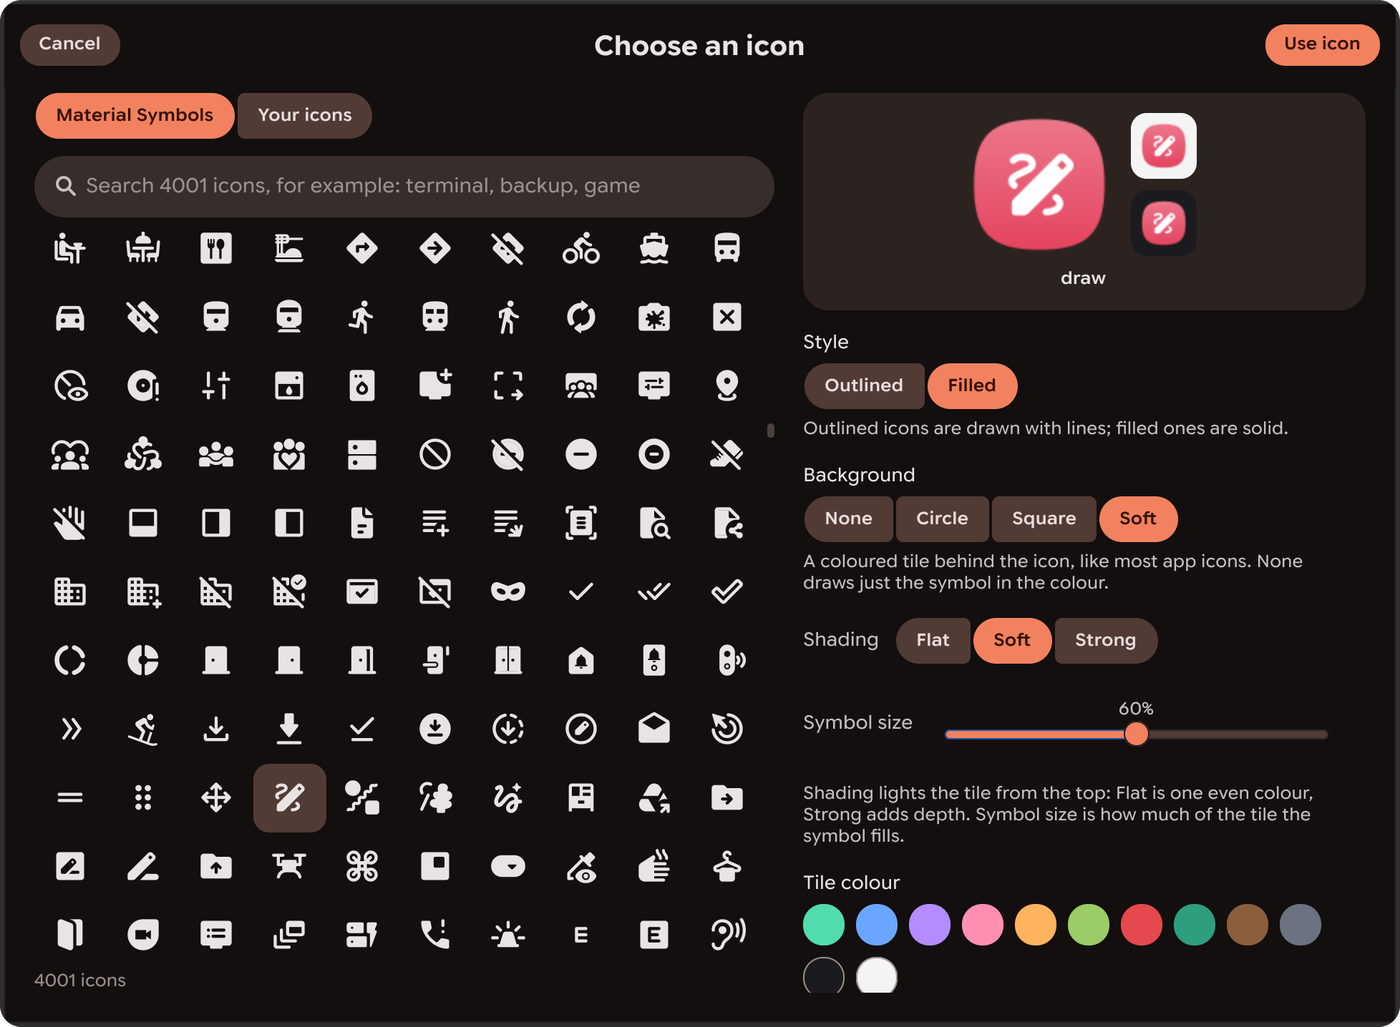 Cancel
Choose an icon
Use icon
Material Symbols
Your icons
Search 4001 icons, for example: terminal, backup, game
E
E
4001 icons
draw
Style
Outlined
Filled
Outlined icons are drawn with lines; filled ones are solid.
Background
None
Circle
Square
Soft
A coloured tile behind the icon, like most app icons. None
draws just the symbol in the colour.
Shading
Flat
Soft
Strong
60%
Symbol size
Shading lights the tile from the top: Flat is one even colour,
Strong adds depth. Symbol size is how much of the tile the
symbol fills.
Tile colour